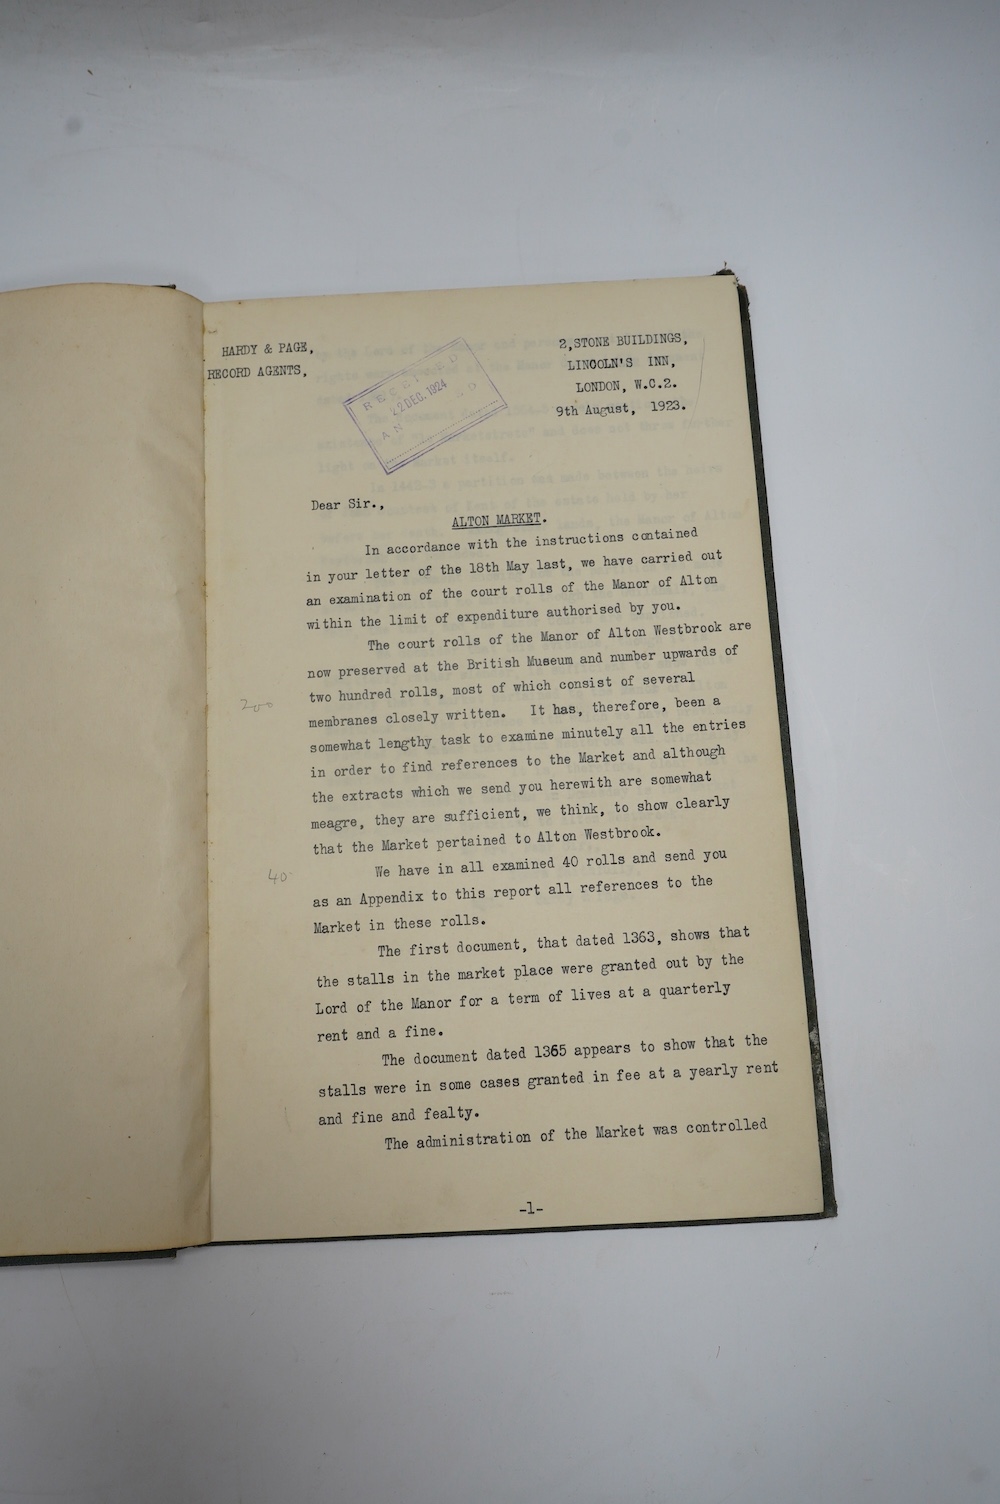 HARDY & PAGE,
RECORD AGENTS,
2,STONE BUILDINGS,
LINCOLN'S INN,
LONDON, W.C.2.
9th August, 1923.
22 DEC. 1924
Dear Sir.,
ALTON MARKET.
In accordance with the instructions contained
in your letter of the 18th May last, we have carried out
an examination of the court rolls of the Manor of Alton
within the limit of expenditure authorised by you.
The court rolls of the Manor of Alton Westbrook are
now preserved at the British Museum and number upwards of
two hundred rolls, most of which consist of several
200
membranes closely written. It has, therefore, been a
somewhat lengthy task to examine minutely all the entries
in order to find references to the Market and although
the extracts which we send you herewith are somewhat
meagre, they are sufficient, we think, to show clearly
that the Market pertained to Alton Westbrook.
40
We have in all examined 40 rolls and send you
as an Appendix to this report all references to the
Market in these rolls.
The first document, that dated 1363, shows that
the stalls in the market place were granted out by the
Lord of the Manor for a term of lives at a quarterly
rent and a fine.
The document dated 1365 appears to show that the
stalls were in some cases granted in fee at a yearly rent
and fine and fealty.
The administration of the Market was controlled
-1-